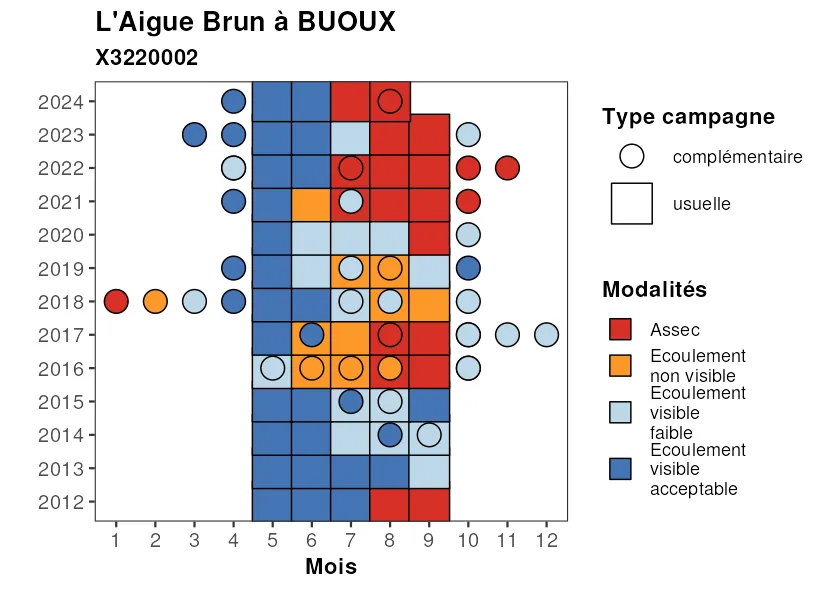 L'Aigue Brun à BUOUX
X3220002
2024
2023
2022
2021
2020
2019
2018
2017
2016
2015
2014
2013
2012
1 2 3 4 5 6 7 8 9 10 11 12
Mois
Type campagne
complémentaire
usuelle
Modalités
Assec
Ecoulement
non visible
Ecoulement
visible
faible
Ecoulement
visible
acceptable